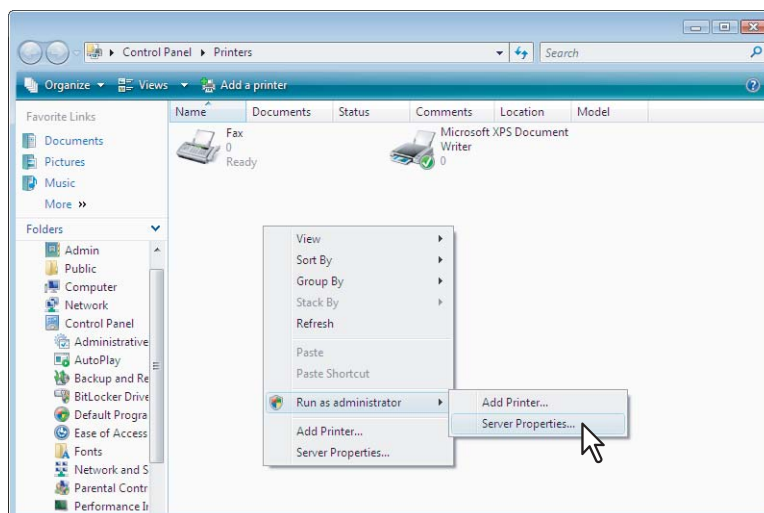 Control Panel Printers Search
Organize Views Add a printer
Favorite Links
Documents
Pictures
Music
More »
Folders
Admin
Public
Computer
Network
Control Panel
Administrative
AutoPlay
Backup and Re
BitLocker Drive
Default Progra
Ease of Access
Fonts
Network and S
Parental Contr
Performance Ir
Name Documents Status Comments Location Model
Fax
0
Ready
Microsoft XPS Document
Writer
0
View
Sort By
Group By
Stack By
Refresh
Paste
Paste Shortcut
Run as administrator
Add Printer...
Server Properties...
Add Printer...
Server Properties...